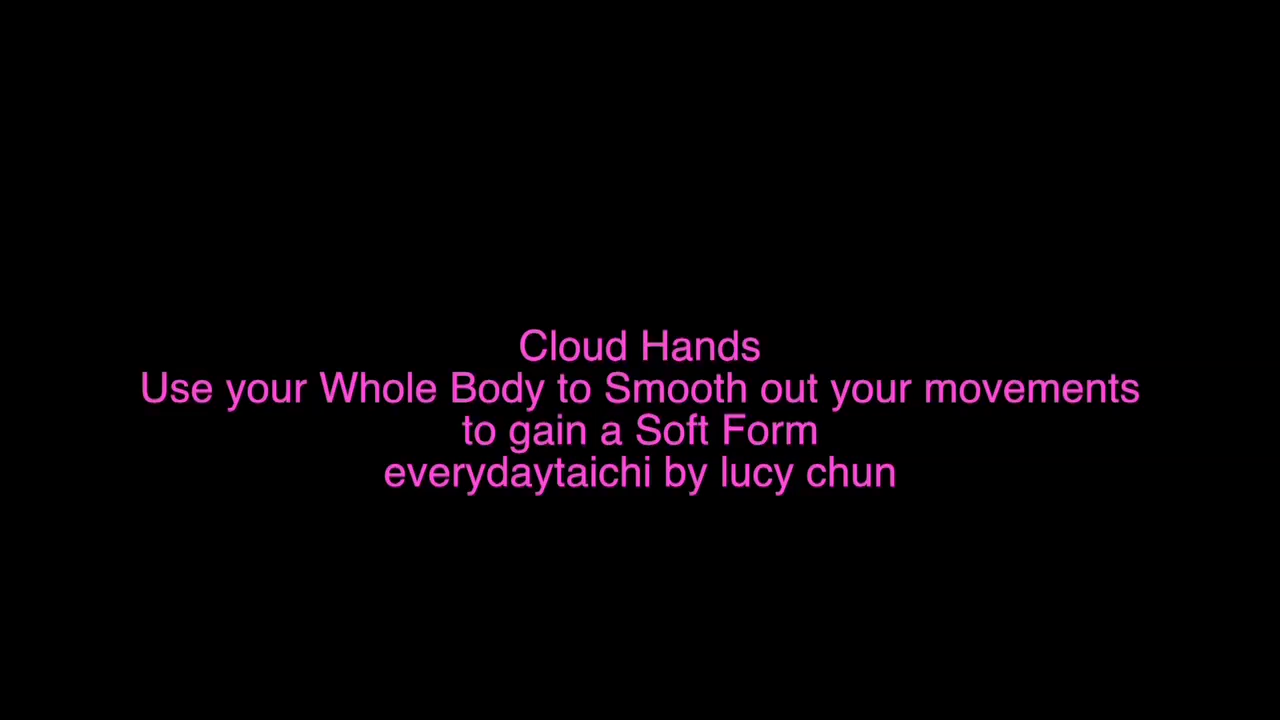 Cloud Hands
Use your Whole Body to Smooth out your movements
to gain a Soft Form
everydaytaichi by lucy chun